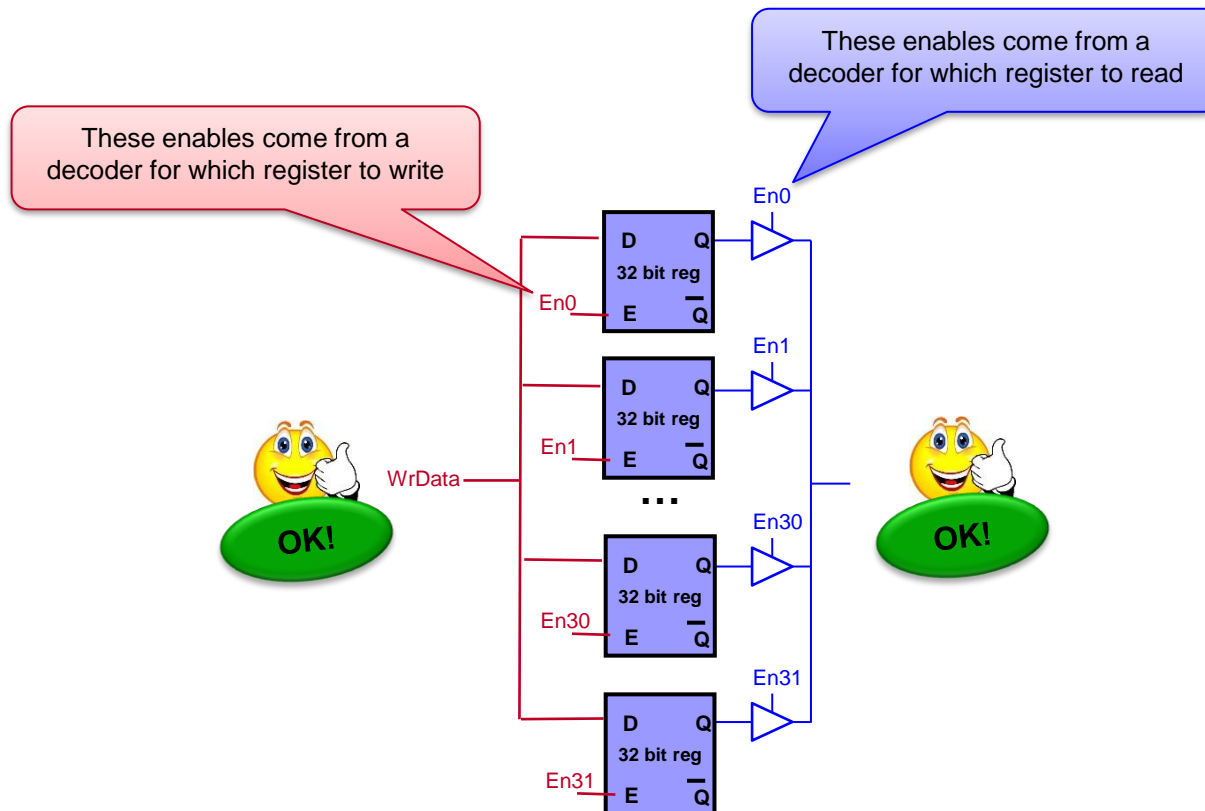 These enables come from a
decoder for which register to read
These enables come from a
decoder for which register to write
En0
D Q
32 bit reg
En0
E Q
En1
D Q
32 bit reg
En1
E Q
WrData
...
OK!
OK!
En30
D Q
32 bit reg
En30
E Q
En31
D Q
32 bit reg
En31
E Q